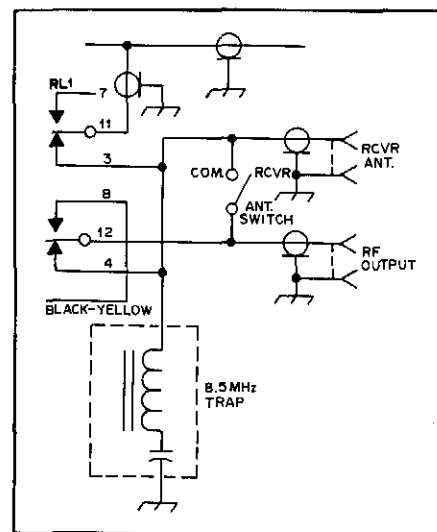 RL1
7
11
3
COM.
RCVR
RCVR
ANT.
ANT.
SWITCH
8
12
4
RF
OUTPUT
BLACK-YELLOW
8.5MHz
TRAP